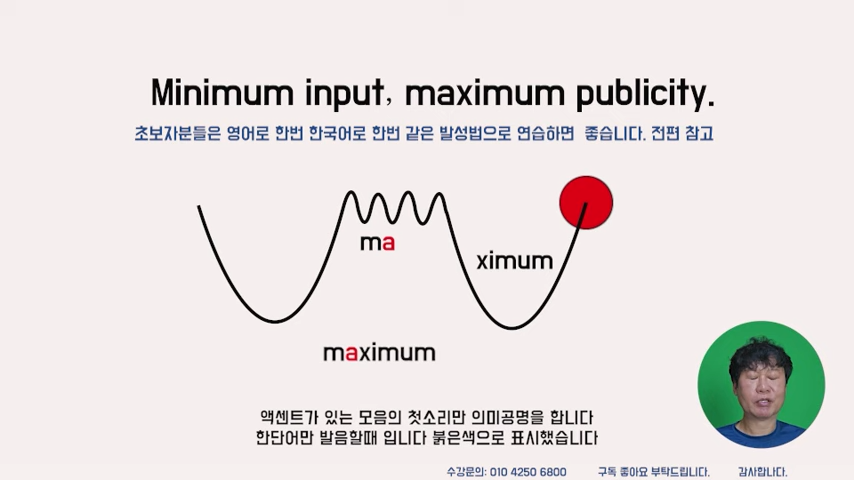 Minimum input, maximum publicity.
초보자분들은 영어로 한번 한국어로 한번 같은 발성법으로 연습하면 좋습니다. 전편 참고
ma
ximum
maximum
액센트가 있는 모음의 첫소리만 의미공명을 합니다
한단어만 발음할때 입니다 붉은색으로 표시했습니다
수강문의: 010 4250 6800 구독 좋아요 부탁드립니다. 감사합나다.